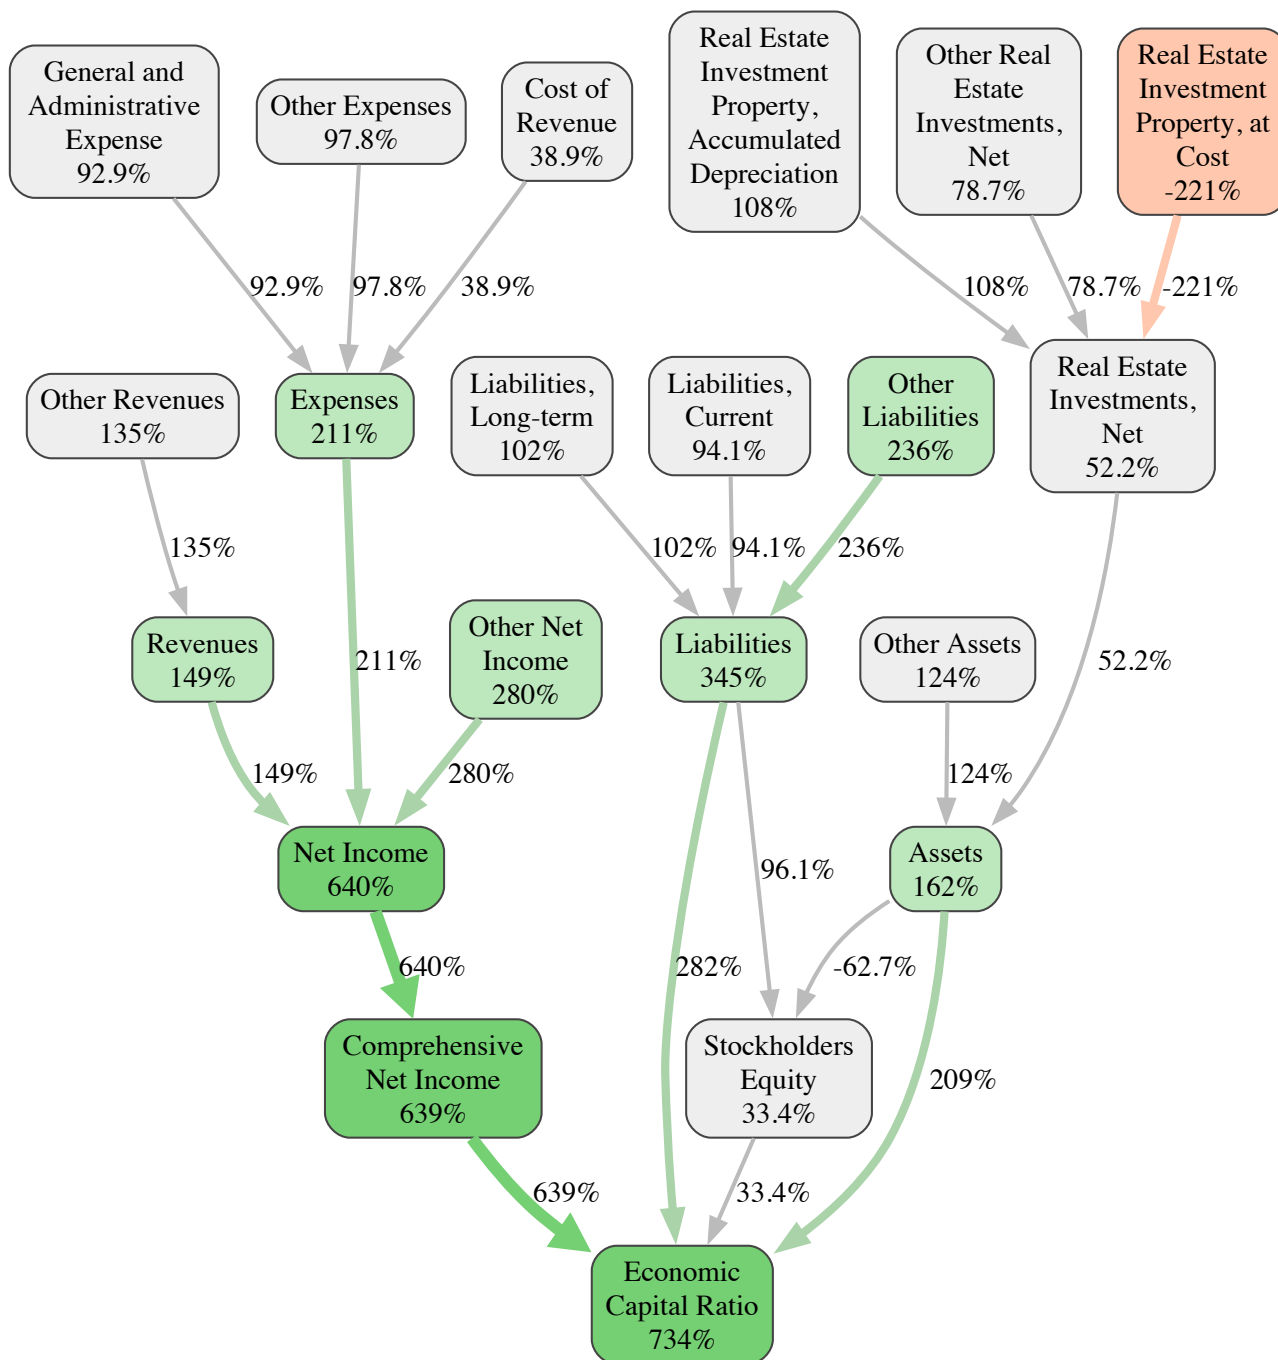 General and
Administrative
Expense
92.9%
Other Expenses
97.8%
Cost of
Revenue
38.9%
Real Estate
Investment
Property,
Accumulated
Depreciation
108%
Other Real
Estate
Investments,
Net
78.7%
Real Estate
Investment
Property, at
Cost
-221%
92.9%
97.8%
38.9%
108%
78.7%
-221%
Other Revenues
135%
Expenses
211%
Liabilities,
Long-term
102%
Liabilities,
Current
94.1%
Other
Liabilities
236%
Real Estate
Investments,
Net
52.2%
135%
102%
94.1%
236%
Revenues
149%
211%
Other Net
Income
280%
Liabilities
345%
Other Assets
124%
52.2%
149%
280%
124%
Net Income
640%
96.1%
Assets
162%
640%
282%
-62.7%
Comprehensive
Net Income
639%
Stockholders
Equity
33.4%
209%
639%
33.4%
Economic
Capital Ratio
734%